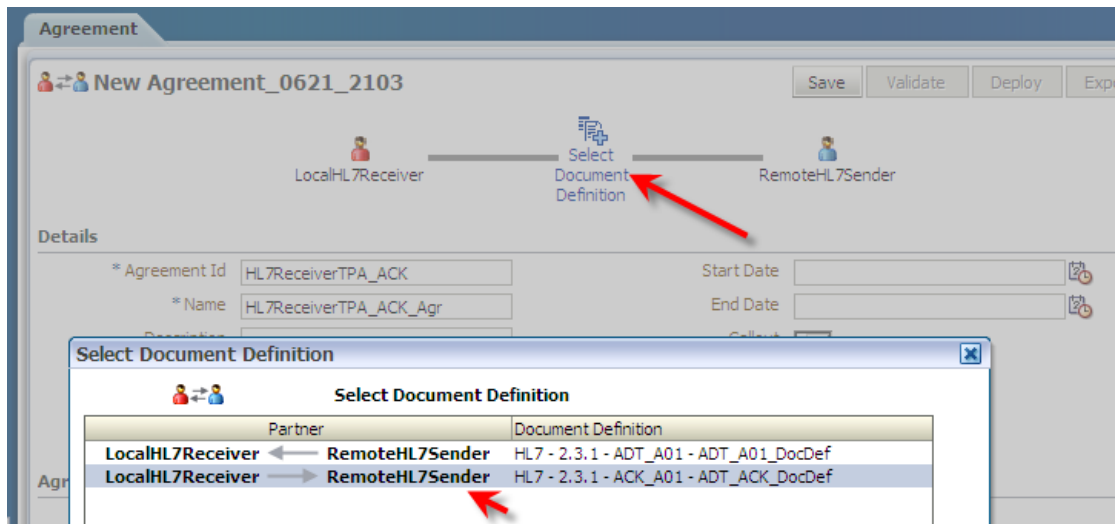 Agreement
New Agreement_0621_2103
Save Validate Deploy Expo
LocalHL7Receiver
Select
Document
Definition
RemoteHL7Sender
Details
* Agreement Id HL7ReceiverTPA_ACK Start Date
* Name HL7ReceiverTPA_ACK_Agr End Date
Select Document Definition
Select Document Definition
Partner Document Definition
LocalHL7Receiver RemoteHL7Sender HL7 - 2.3.1 - ADT_A01 - ADT_A01_DocDef
LocalHL7Receiver RemoteHL7Sender HL7 - 2.3.1 - ACK_A01 - ADT_ACK_DocDef
Agr